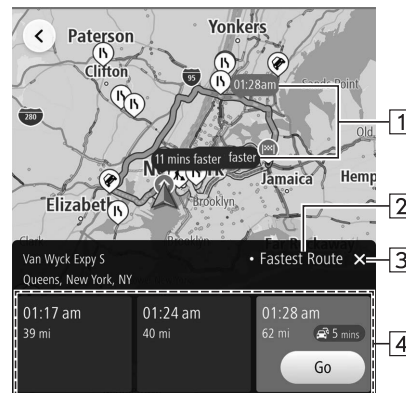 Paterson
Yonkers
Clifton
95
01:28am
Sands Point
280
1
Old
11 mins faster
faster
Jamaica
Hemp
Elizabeth
Brooklyn
2
Van Wyck Expy S
• Fastest Route ×
3
Queens, New York, NY
01:17 am
01:24 am
01:28 am
39 mi
40 mi
62 mi
5 mins
4
Go